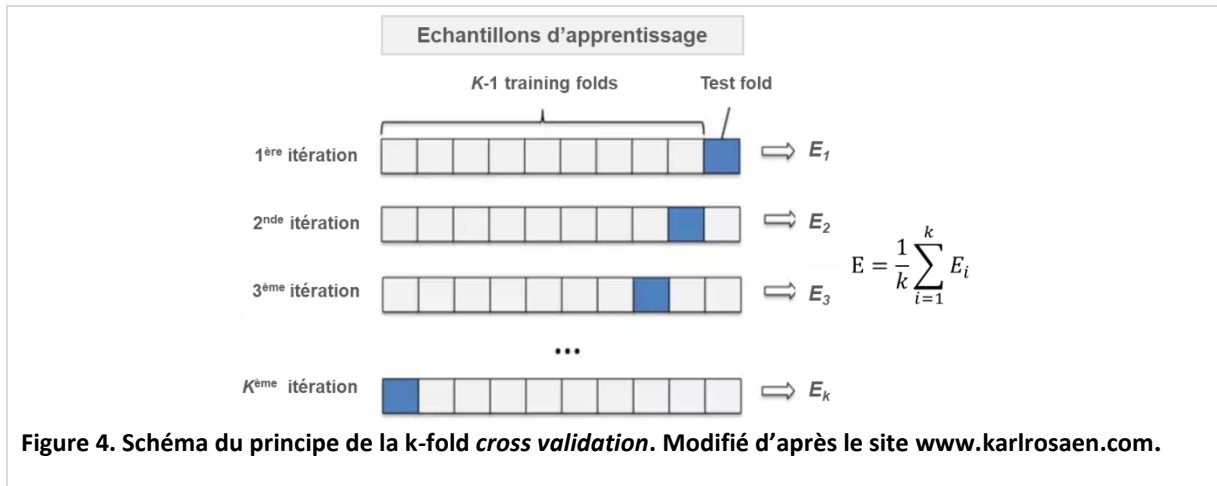 Echantillons d'apprentissage
K-1 training folds
Test fold
1ère itération
E1
2nde itération
E2
E = 1/k ∑_{i=1}^{k} E_i
3ème itération
E3
...
Kème itération
Ek
Figure 4. Schéma du principe de la k-fold cross validation. Modifié d'après le site www.karlrosaen.com.